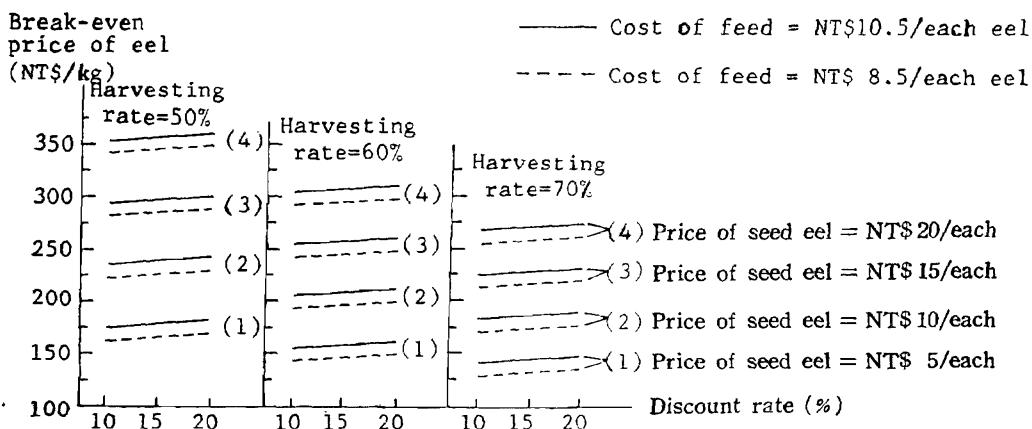 Break-even
price of eel
(NT$/kg)
Cost of feed = NT$10.5/each eel
Cost of feed = NT$ 8.5/each eel
Harvesting
rate=50%
Harvesting
rate=60%
Harvesting
rate=70%
350
300
250
200
150
100
(4)
(3)
(2)
(1)
(4)
(3)
(2)
(1)
(4) Price of seed eel = NT$ 20/each
(3) Price of seed eel = NT$ 15/each
(2) Price of seed eel = NT$ 10/each
(1) Price of seed eel = NT$ 5/each
10 15 20
10 15 20
10 15 20
Discount rate (%)